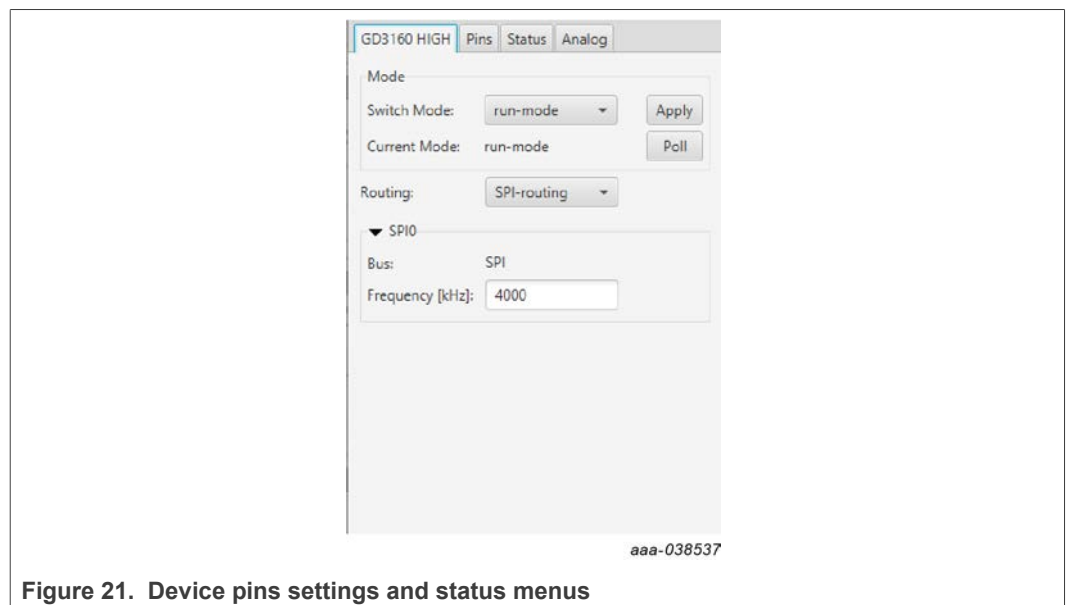 GD3160 HIGH Pins Status Analog
Mode
Switch Mode: run-mode Apply
Current Mode: run-mode Poll
Routing: SPI-routing
SPI0
Bus: SPI
Frequency [kHz]: 4000
aaa-038537
Figure 21. Device pins settings and status menus